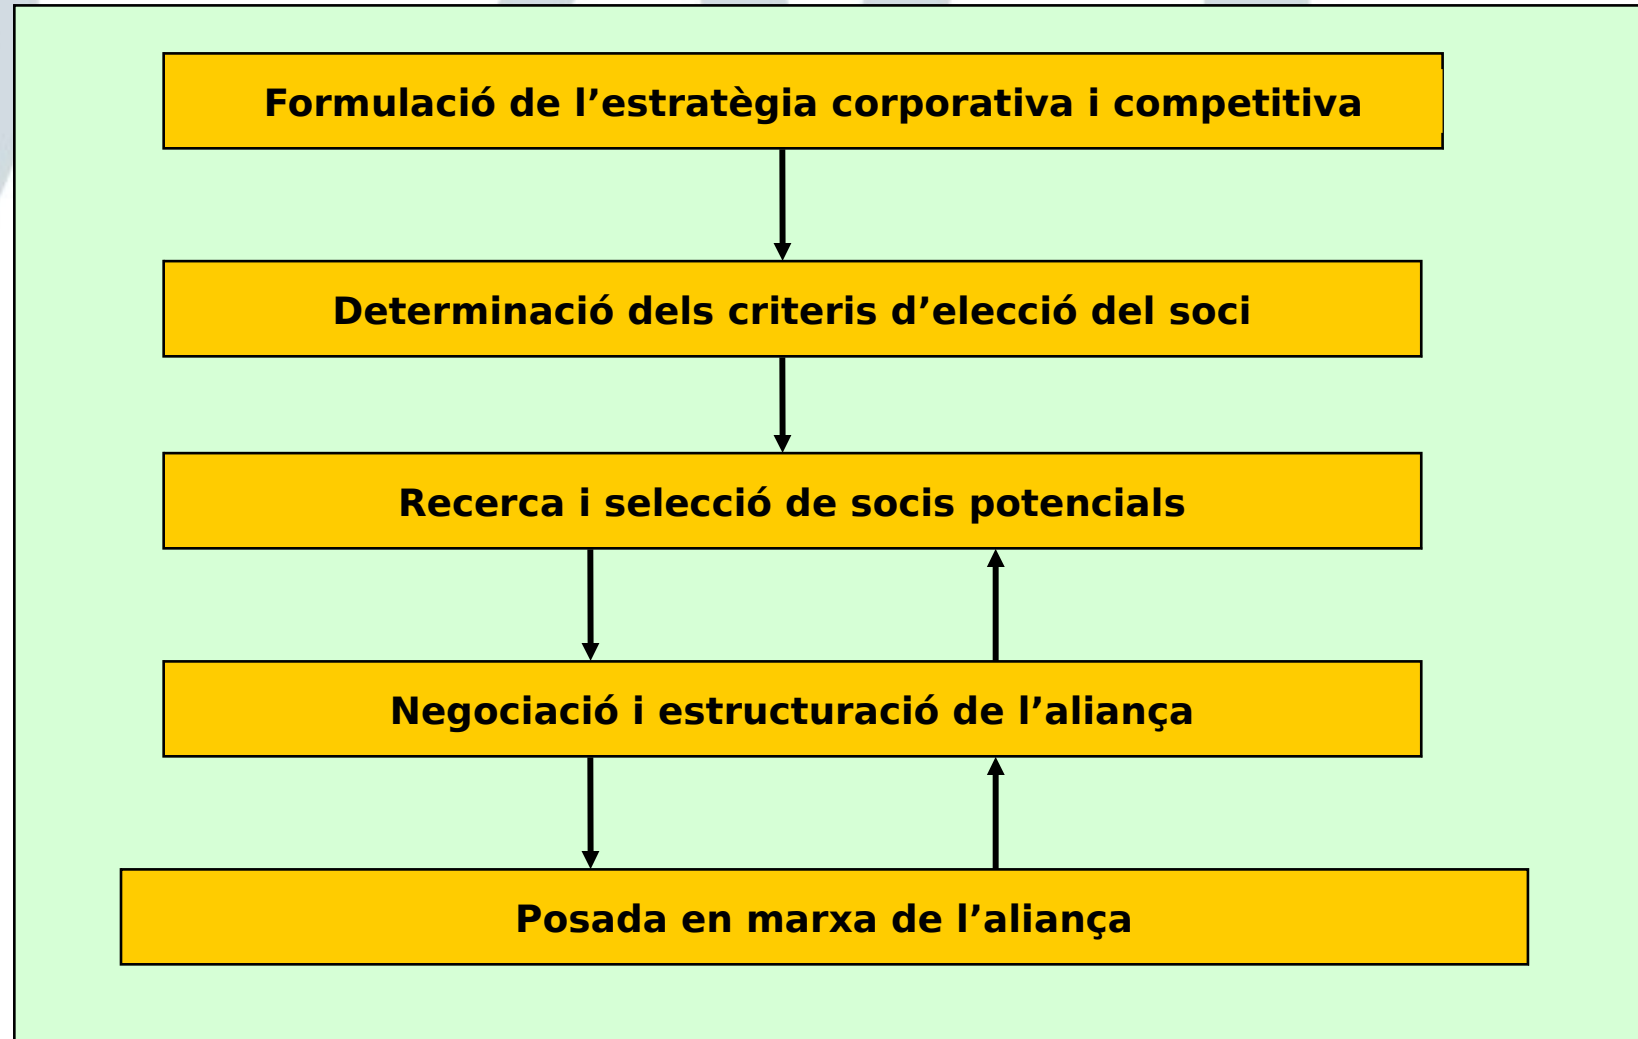 Formulació de l’estratègia corporativa i competitiva
Determinació dels criteris d’elecció del soci
Recerca i selecció de socis potencials
Negociació i estructuració de l’aliança
Posada en marxa de l’aliança